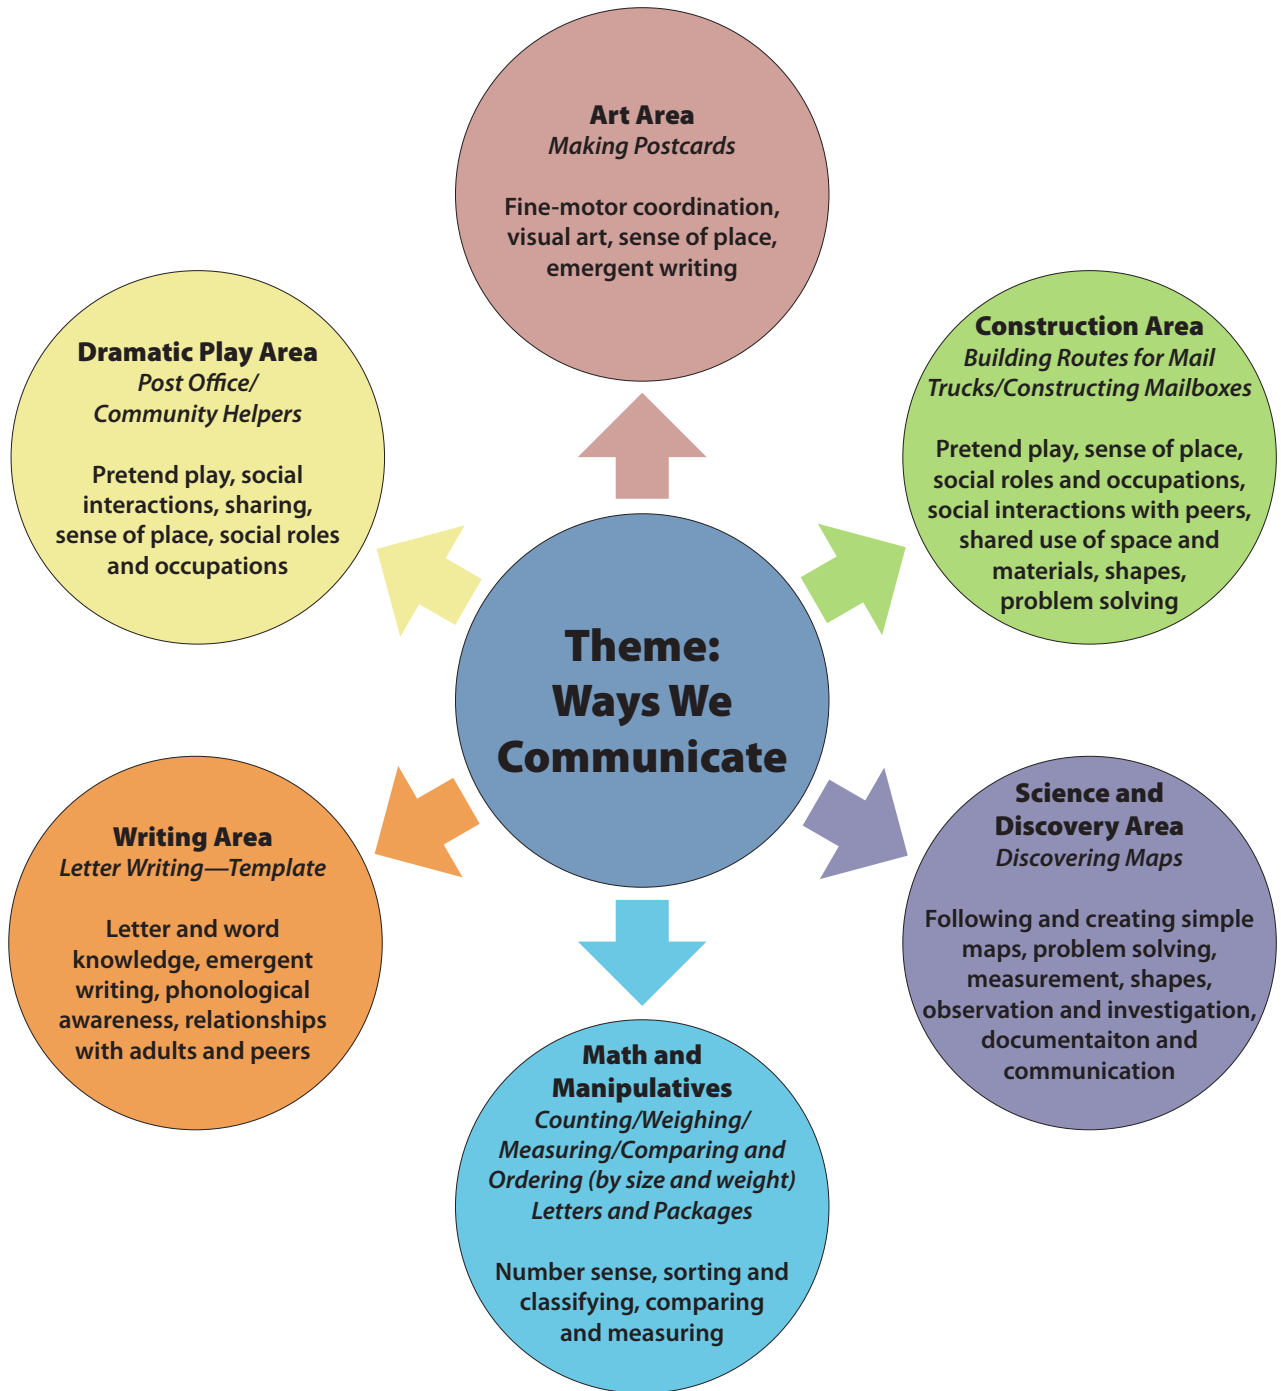 Art Area
Making Postcards
Fine-motor coordination,
visual art, sense of place,
emergent writing
Dramatic Play Area
Post Office/
Community Helpers
Pretend play, social
interactions, sharing,
sense of place, social roles
and occupations
Construction Area
Building Routes for Mail
Trucks/Constructing Mailboxes
Pretend play, sense of place,
social roles and occupations,
social interactions with peers,
shared use of space and
materials, shapes,
problem solving
Theme:
Ways We
Communicate
Writing Area
Letter Writing—Template
Letter and word
knowledge, emergent
writing, phonological
awareness, relationships
with adults and peers
Science and
Discovery Area
Discovering Maps
Following and creating simple
maps, problem solving,
measurement, shapes,
observation and investigation,
documentaiton and
communication
Math and
Manipulatives
Counting/Weighing/
Measuring/Comparing and
Ordering (by size and weight)
Letters and Packages
Number sense, sorting and
classifying, comparing
and measuring